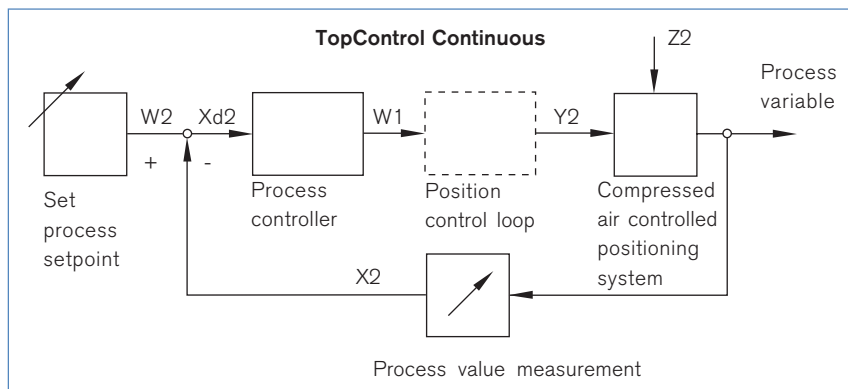 TopControl Continuous
Z2
Process
variable
W2
Xd2
W1
Y2
+
-
Set
process
setpoint
Process
controller
Position
control loop
Compressed
air controlled
positioning
system
X2
Process value measurement